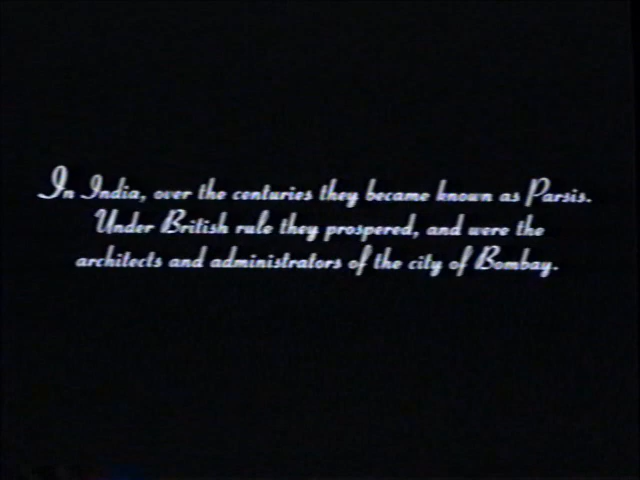 In India, over the centuries they became known as Parsis.
Under British rule they prospered, and were the
architects and administrators of the city of Bombay.